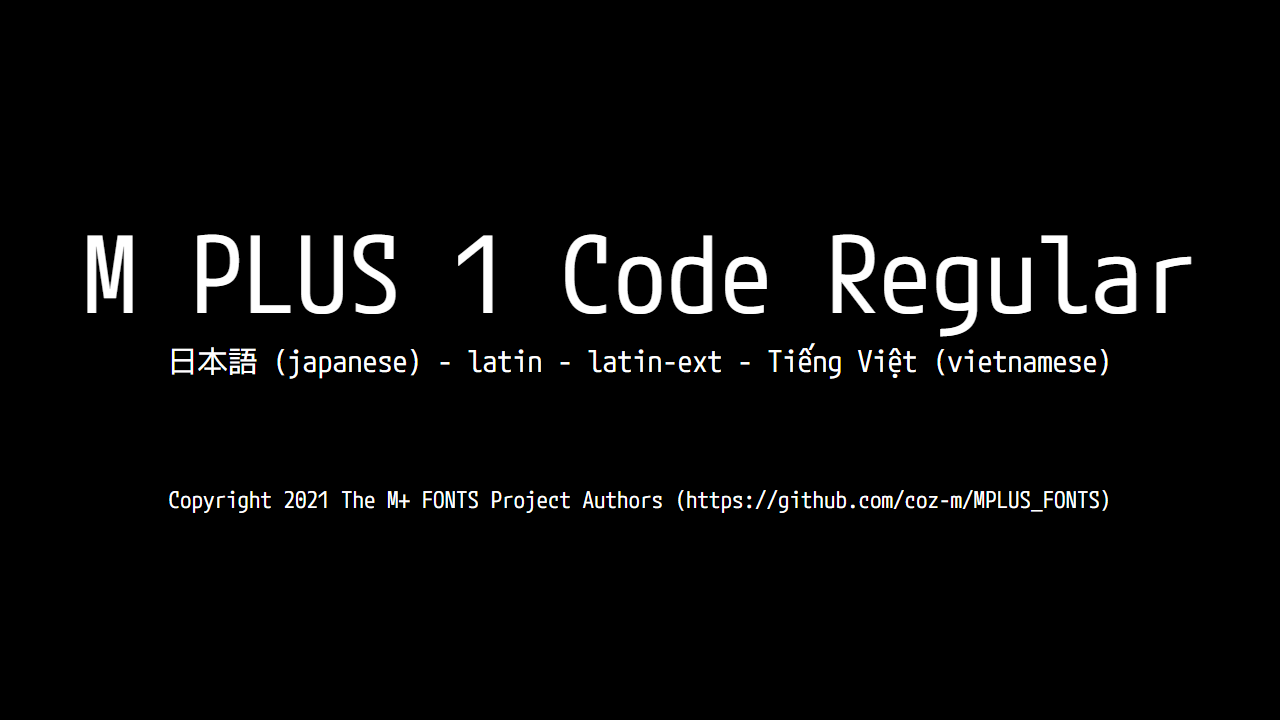 M PLUS 1 Code Regular
日本語 (japanese) - latin - latin-ext - Tiếng Việt (vietnamese)
Copyright 2021 The M+ FONTS Project Authors (https://github.com/coz-m/MPLUS_FONTS)